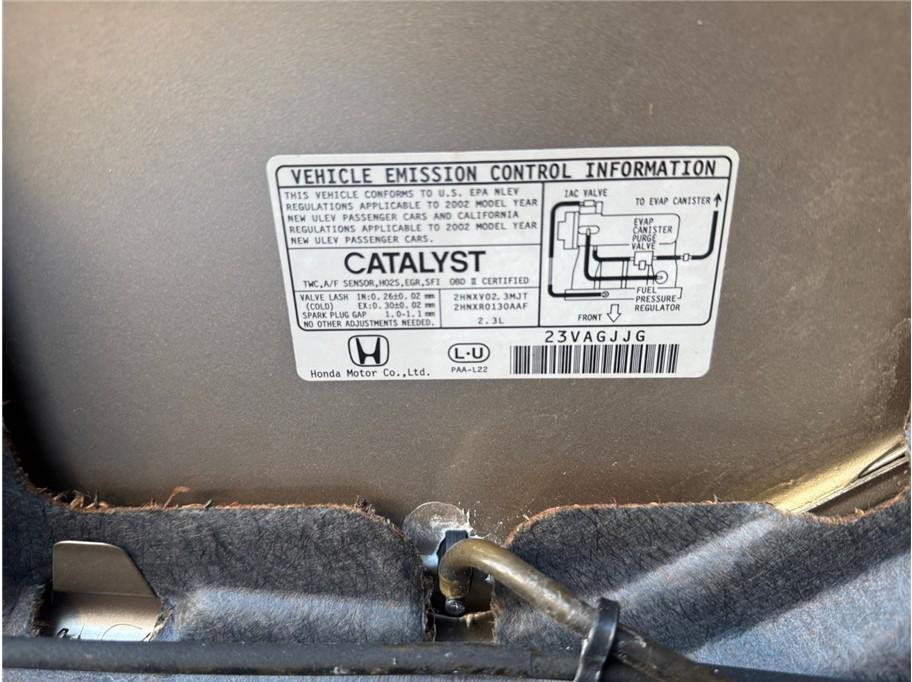 VEHICLE EMISSION CONTROL INFORMATION
THIS VEHICLE CONFORMS TO U.S. EPA NLEV
REGULATIONS APPLICABLE TO 2002 MODEL YEAR
NEW ULEV PASSENGER CARS AND CALIFORNIA
REGULATIONS APPLICABLE TO 2002 MODEL YEAR
NEW ULEV PASSENGER CARS.
CATALYST
TWC,A/F SENSOR,HO2S,EGR,SFI OBD II CERTIFIED
VALVE LASH IN:0.26±0.02 mm
(COLD) EX:0.30±0.02 mm
SPARK PLUG GAP 1.0-1.1 mm
NO OTHER ADJUSTMENTS NEEDED.
2HNXV02.3MJT
2HNXR0130AAF
2.3L
IAC VALVE
TO EVAP CANISTER
EVAP
CANISTER
PURGE
VALVE
FUEL
PRESSURE
REGULATOR
FRONT
Honda Motor Co.,Ltd.
L·U
PAA-L22
23VAGJJG